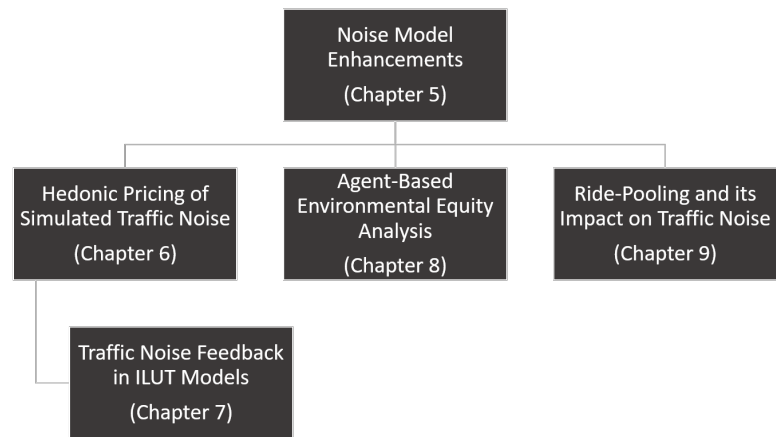 Noise Model
Enhancements
(Chapter 5)
Hedonic Pricing of
Simulated Traffic Noise
(Chapter 6)
Agent-Based
Environmental Equity
Analysis
(Chapter 8)
Ride-Pooling and its
Impact on Traffic Noise
(Chapter 9)
Traffic Noise Feedback
in ILUT Models
(Chapter 7)